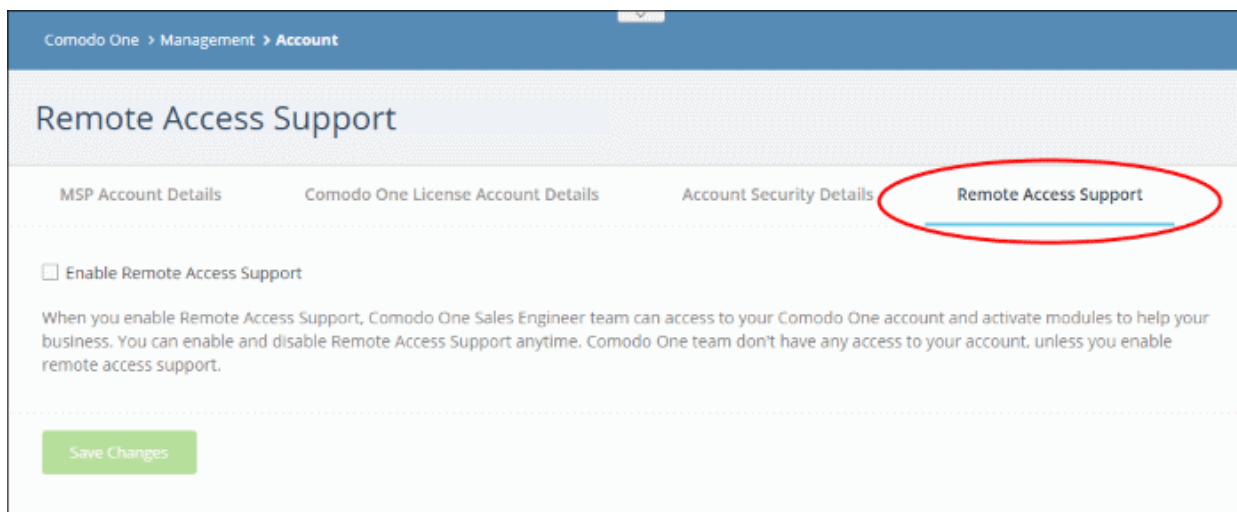 Comodo One > Management > Account
Remote Access Support
MSP Account Details Comodo One License Account Details Account Security Details Remote Access Support
Enable Remote Access Support
When you enable Remote Access Support, Comodo One Sales Engineer team can access to your Comodo One account and activate modules to help your
business. You can enable and disable Remote Access Support anytime. Comodo One team don't have any access to your account, unless you enable
remote access support.
Save Changes